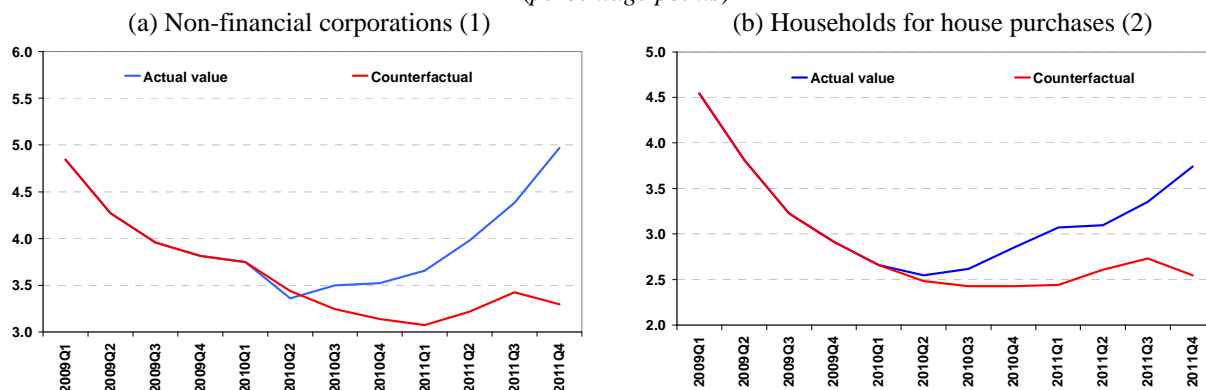 (percentage points)
(a) Non-financial corporations (1)
(b) Households for house purchases (2)
6.0
5.5
5.0
4.5
4.0
3.5
3.0
Actual value
Counterfactual
2009Q1
2009Q2
2009Q3
2009Q4
2010Q1
2010Q2
2010Q3
2010Q4
2011Q1
2011Q2
2011Q3
2011Q4
5.0
4.5
4.0
3.5
3.0
2.5
2.0
Actual value
Counterfactual
2009Q1
2009Q2
2009Q3
2009Q4
2010Q1
2010Q2
2010Q3
2010Q4
2011Q1
2011Q2
2011Q3
2011Q4